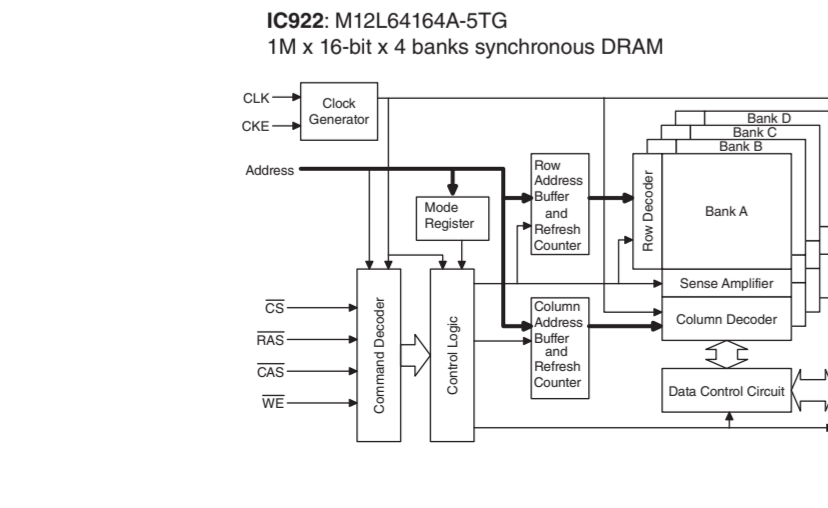 IC922: M12L64164A-5TG
1M x 16-bit x 4 banks synchronous DRAM
CLK
CKE
Clock
Generator
Address
Mode
Register
Row
Address
Buffer
and
Refresh
Counter
Row Decoder
Bank D
Bank C
Bank B
Bank A
Sense Amplifier
Column Decoder
CS
RAS
CAS
WE
Command Decoder
Control Logic
Column
Address
Buffer
and
Refresh
Counter
Data Control Circuit